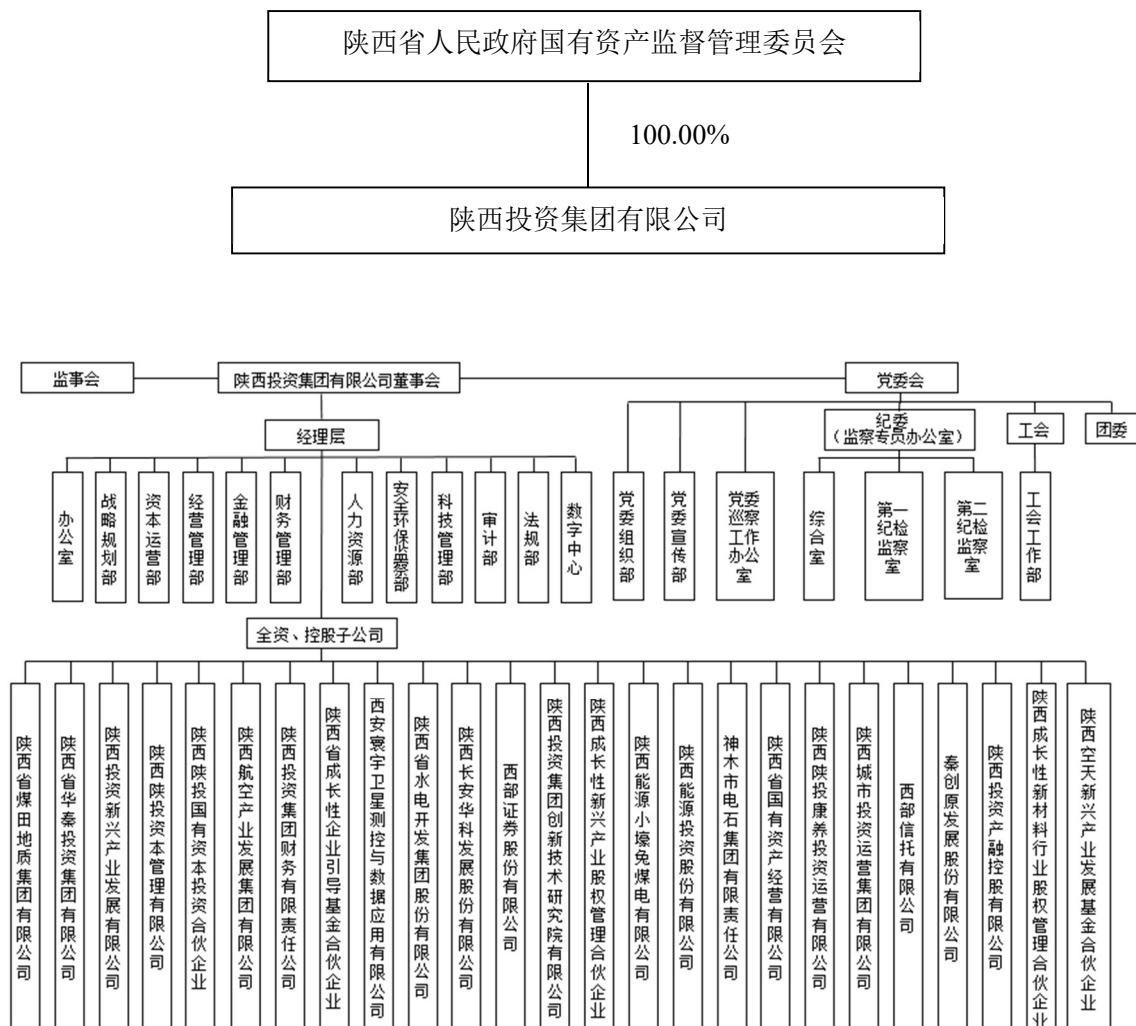 陕西省人民政府国有资产监督管理委员会
100.00%
陕西投资集团有限公司
监事会
陕西投资集团有限公司董事会
党委会
经理层
纪委
（监察专员办公室）
工会
团委
办公室
战略规划部
资本运营部
经营管理部
金融管理部
财务管理部
人力资源部
安全环保监察部
科技管理部
审计部
法规部
数字中心
党委组织部
党委宣传部
党委巡察工作办公室
综合室
第一纪检监察室
第二纪检监察室
工会工作部
全资、控股子公司
陕西省煤田地质集团有限公司
陕西省华秦投资集团有限公司
陕西投资新兴产业发展有限公司
陕西陕投资本管理有限公司
陕西陕投国有资本投资合伙企业
陕西航空产业发展集团有限公司
陕西投资集团财务有限责任公司
陕西省成长性企业引导基金合伙企业
西安寰宇卫星测控与数据应用有限公司
陕西省水电开发集团股份有限公司
陕西长安华科发展股份有限公司
西部证券股份有限公司
陕西投资集团创新技术研究院有限公司
陕西成长性新兴产业股权管理合伙企业
陕西能源小壕兔煤电有限公司
陕西能源投资股份有限公司
神木市电石集团有限责任公司
陕西省国有资产经营有限公司
陕西陕投康养投资运营有限公司
陕西城市投资运营集团有限公司
西部信托有限公司
秦创原发展股份有限公司
陕西投资产融控股有限公司
陕西成长性新材料行业股权管理合伙企业
陕西空天新兴产业发展基金合伙企业